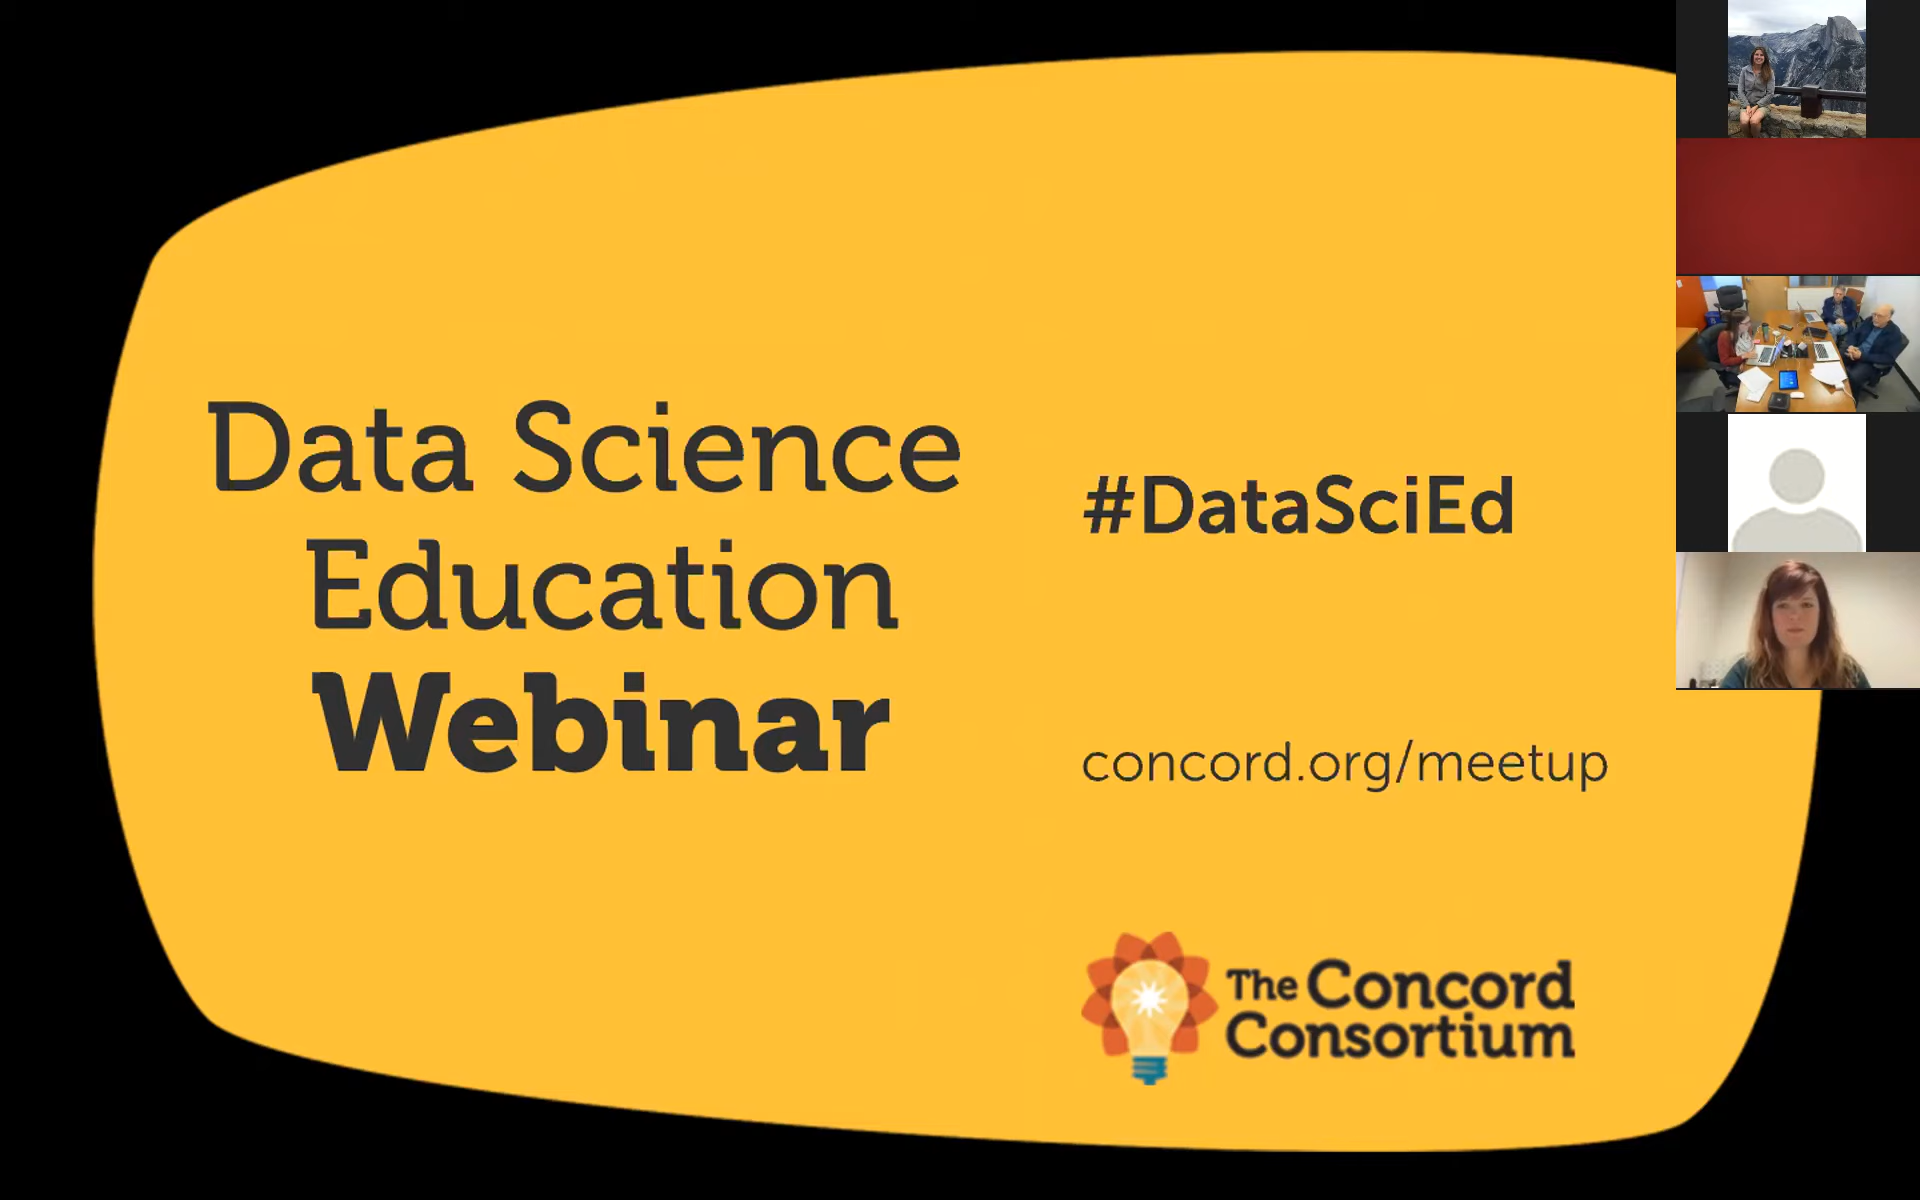 Data Science
Education
Webinar
#DataSciEd
concord.org/meetup
The Concord
Consortium